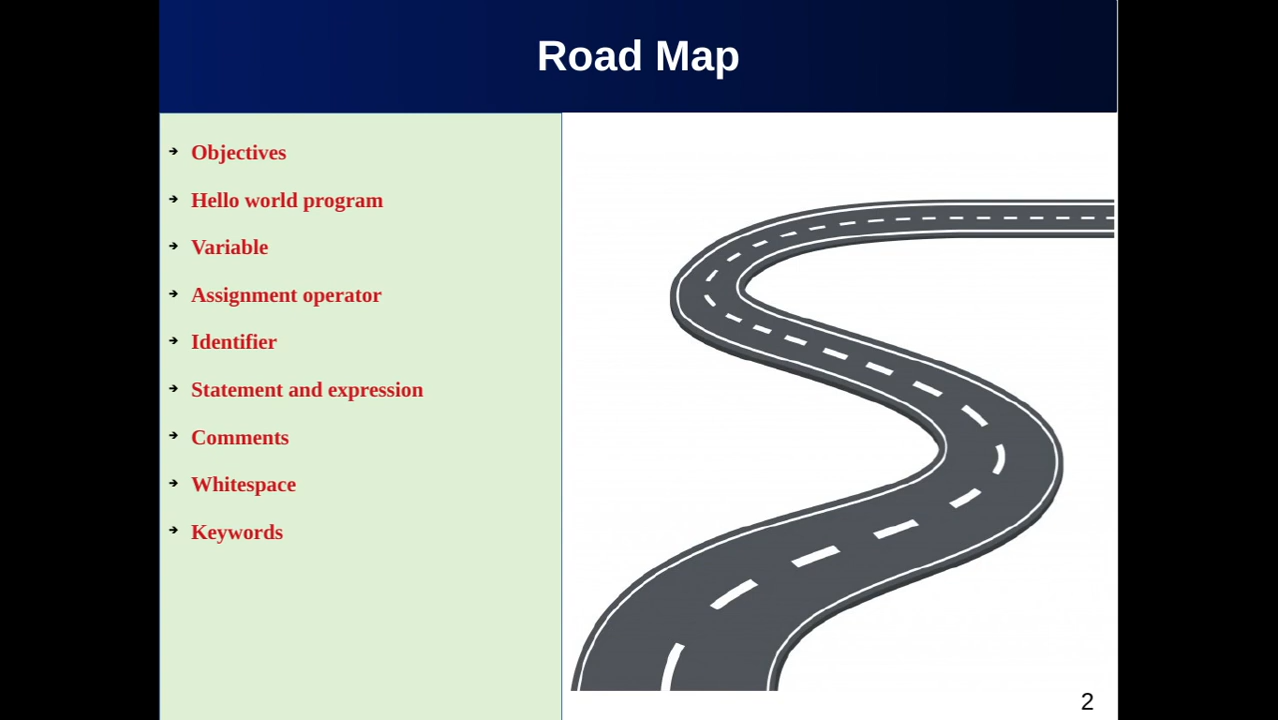 Road Map
➔ Objectives
➔ Hello world program
➔ Variable
➔ Assignment operator
➔ Identifier
➔ Statement and expression
➔ Comments
➔ Whitespace
➔ Keywords
2